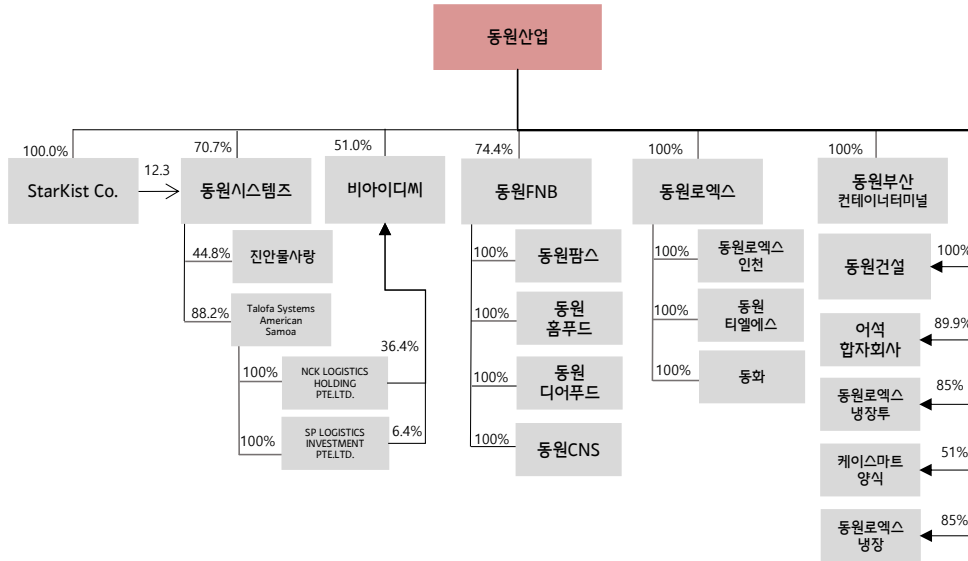 동원산업
100.0%
70.7%
51.0%
74.4%
100%
100%
StarKist Co.
12.3
동원시스템즈
비아이디씨
동원FNB
동원로엑스
동원부산
컨테이너터미널
44.8%
진안물사랑
88.2%
Talofa Systems
American
Samoa
100%
NCK LOGISTICS
HOLDING
PTE.LTD.
36.4%
100%
SP LOGISTICS
INVESTMENT
PTE.LTD.
6.4%
100%
동원팜스
100%
동원
홈푸드
100%
동원
디어푸드
100%
동원CNS
100%
동원로엑스
인천
100%
동원
티엘에스
100%
동화
동원건설
100%
어석
합자회사
89.9%
동원로엑스
냉장투
85%
케이스마트
양식
51%
동원로엑스
냉장
85%